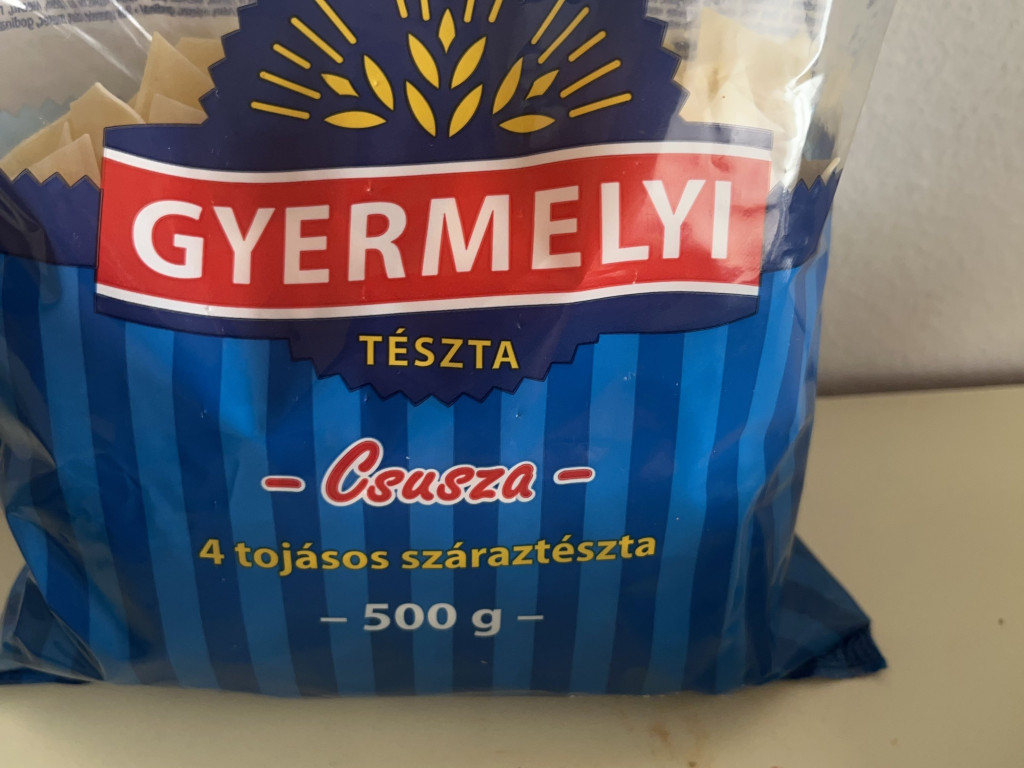 GYERMELYI
TÉSZTA
– Csusza –
4 tojásos száraztészta
– 500 g –